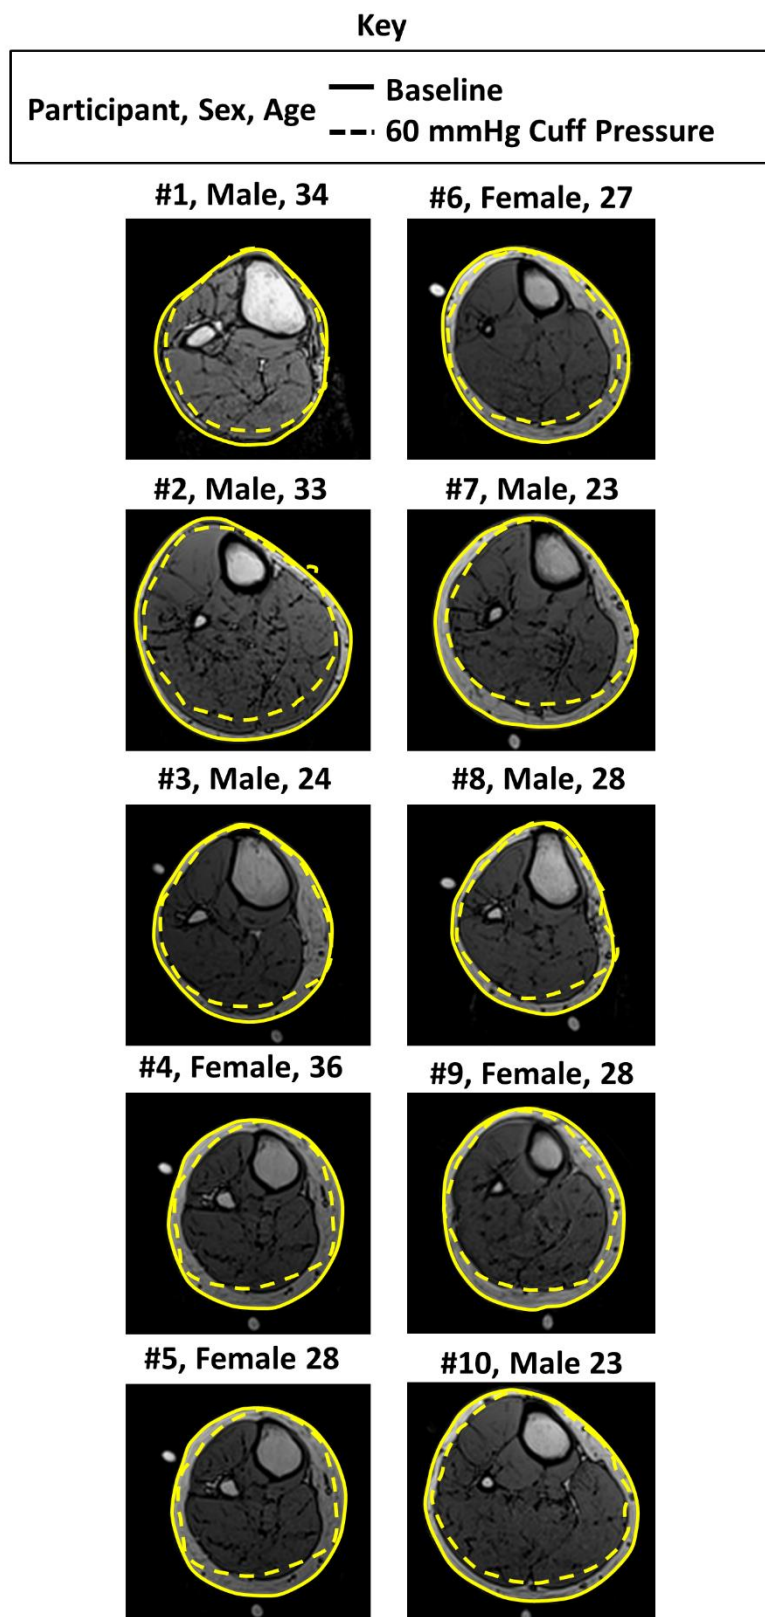 Key
Participant, Sex, Age
Baseline
60 mmHg Cuff Pressure
#1, Male, 34
#6, Female, 27
#2, Male, 33
#7, Male, 23
#3, Male, 24
#8, Male, 28
#4, Female, 36
#9, Female, 28
#5, Female 28
#10, Male 23